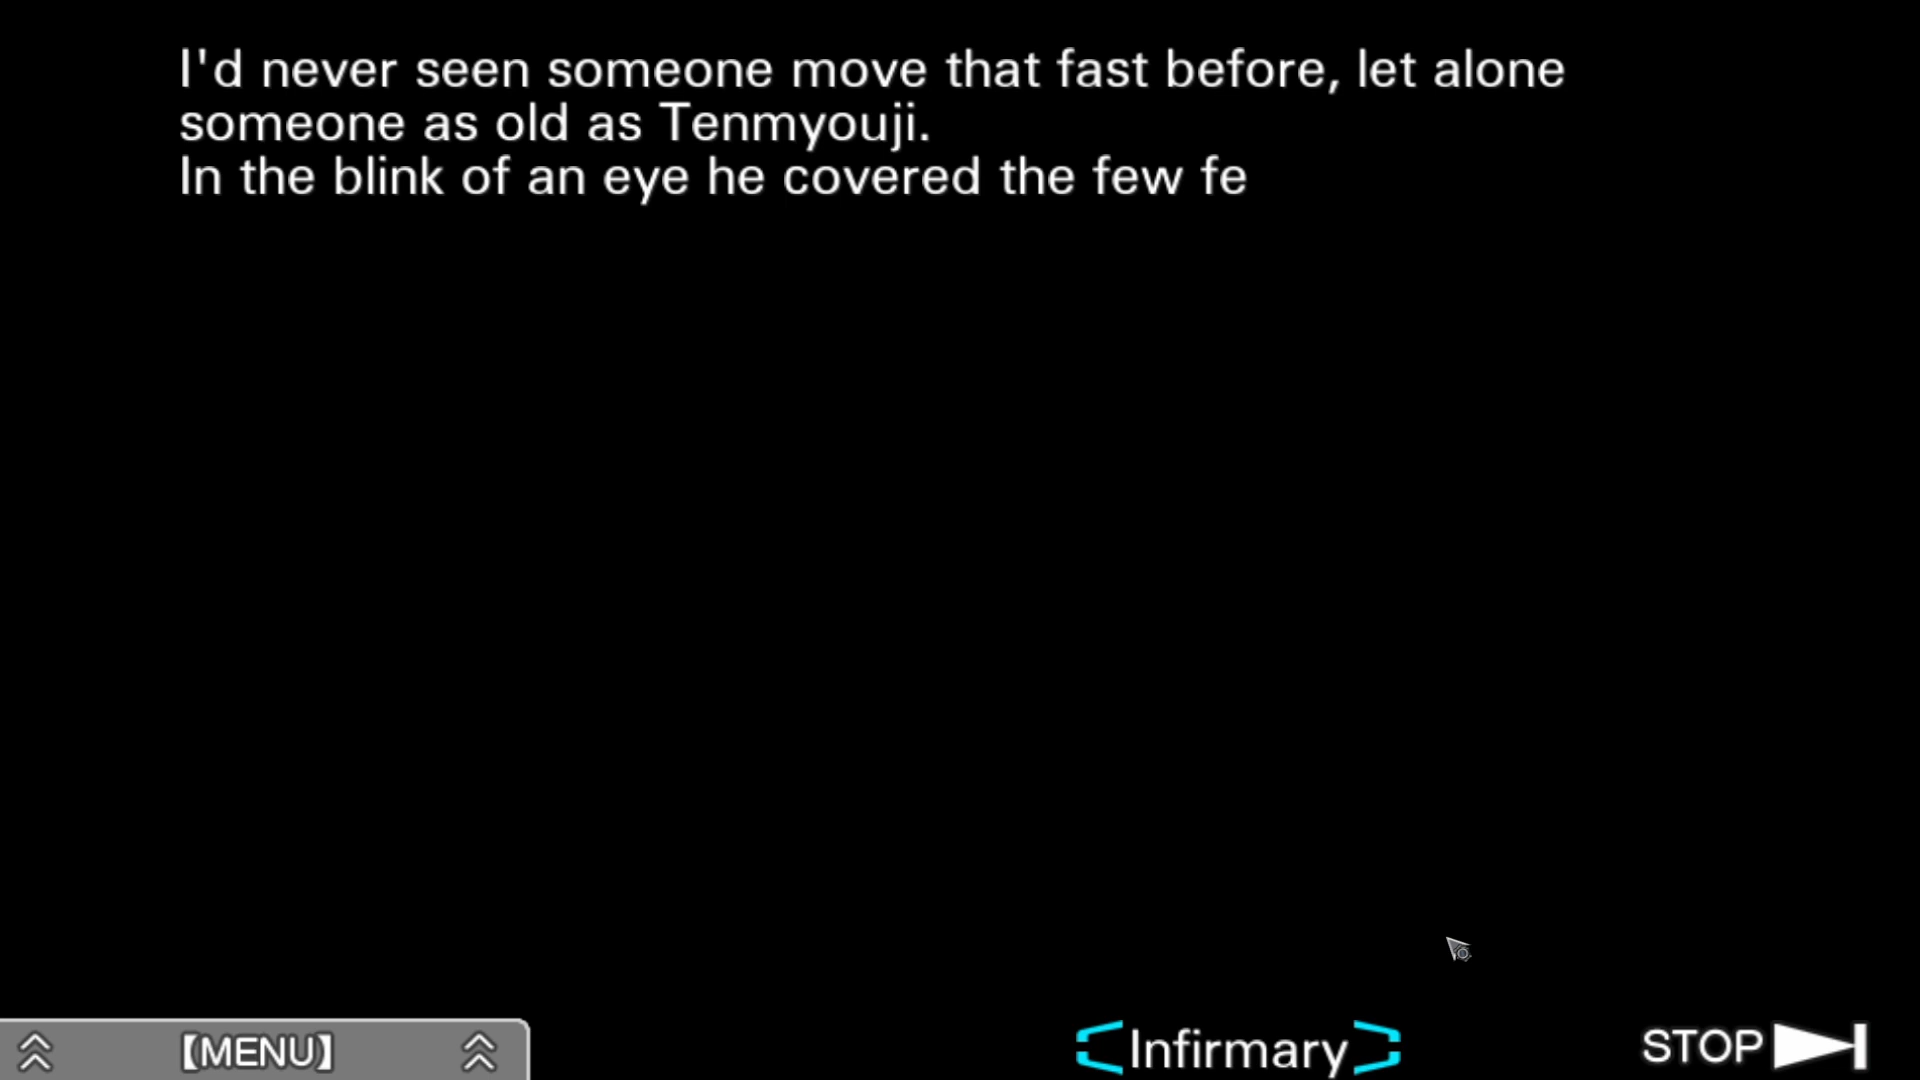 I'd never seen someone move that fast before, let alone
someone as old as Tenmyouji.
In the blink of an eye he covered the few fe
【MENU】
Infirmary
STOP